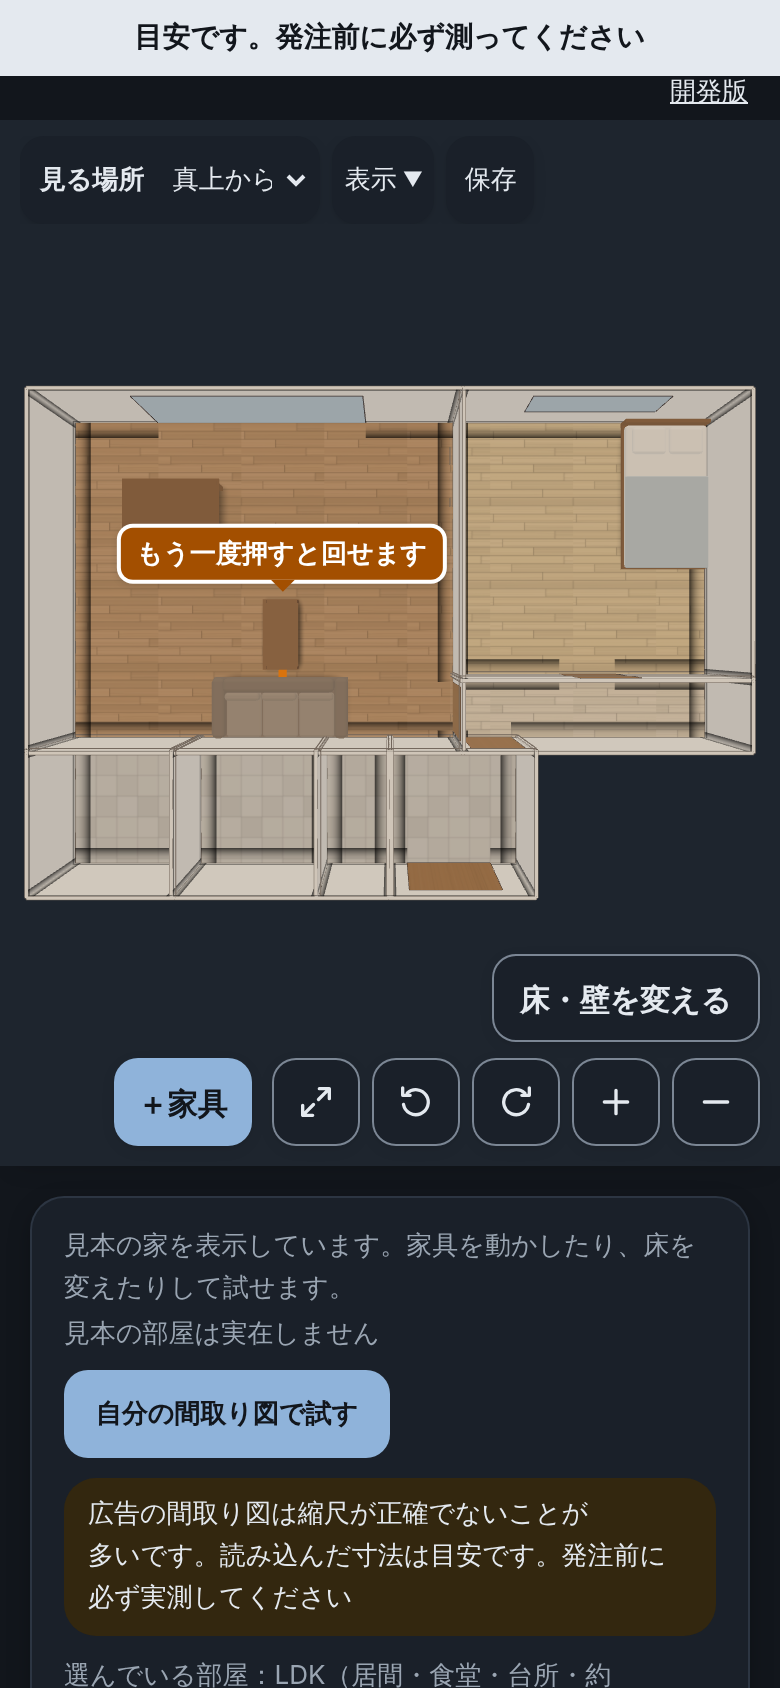 目安です。発注前に必ず測ってください
開発版
見る場所 真上から 表示▼ 保存
もう一度押すと回せます
床・壁を変える
＋家具
見本の家を表示しています。家具を動かしたり、床を
変えたりして試せます。
見本の部屋は実在しません
自分の間取り図で試す
広告の間取り図は縮尺が正確でないことが
多いです。読み込んだ寸法は目安です。発注前に
必ず実測してください
選んでいる部屋：LDK（居間・食堂・台所・約